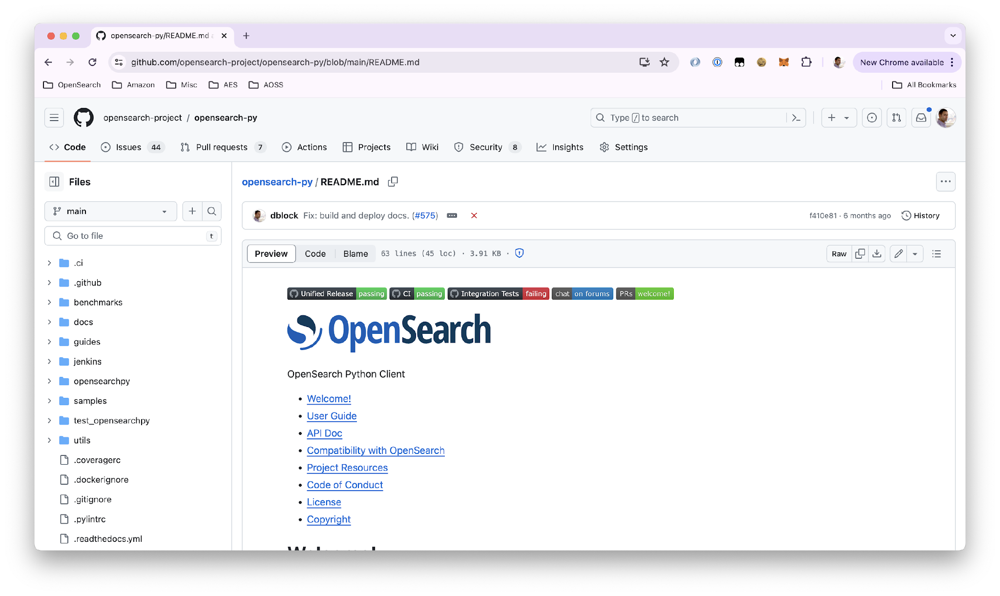 opensearch-py/README.md
github.com/opensearch-project/opensearch-py/blob/main/README.md
New Chrome available
OpenSearch Amazon Misc AES AOSS All Bookmarks
opensearch-project / opensearch-py
Type / to search
Code Issues 44 Pull requests 7 Actions Projects Wiki Security 8 Insights Settings
Files
opensearch-py / README.md
main
dblock Fix: build and deploy docs. (#575)
f410e81 · 6 months ago History
Go to file t
Preview Code Blame 63 lines (45 loc) · 3.91 KB · Raw
.ci
.github
benchmarks
docs
guides
jenkins
opensearchpy
samples
test_opensearchpy
utils
.coveragerc
.dockerignore
.gitignore
.pylintrc
.readthedocs.yml
Unified Release passing CI passing Integration Tests failing chat on forums PRs welcome!
OpenSearch
OpenSearch Python Client
Welcome!
User Guide
API Doc
Compatibility with OpenSearch
Project Resources
Code of Conduct
License
Copyright